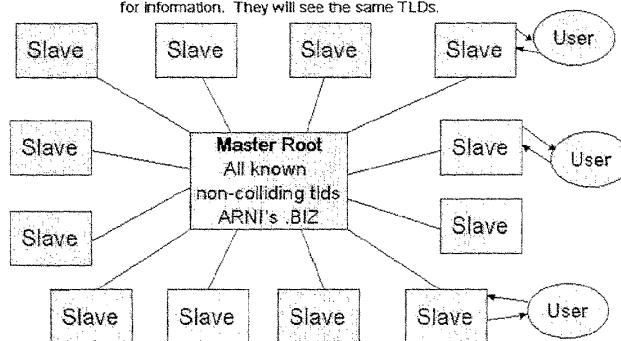 for information. They will see the same TLDs.
Slave
Slave
Slave
Slave
User
Slave
Master Root
All known
non-colliding tlds
ARNI's .BIZ
Slave
User
Slave
Slave
Slave
Slave
Slave
Slave
User